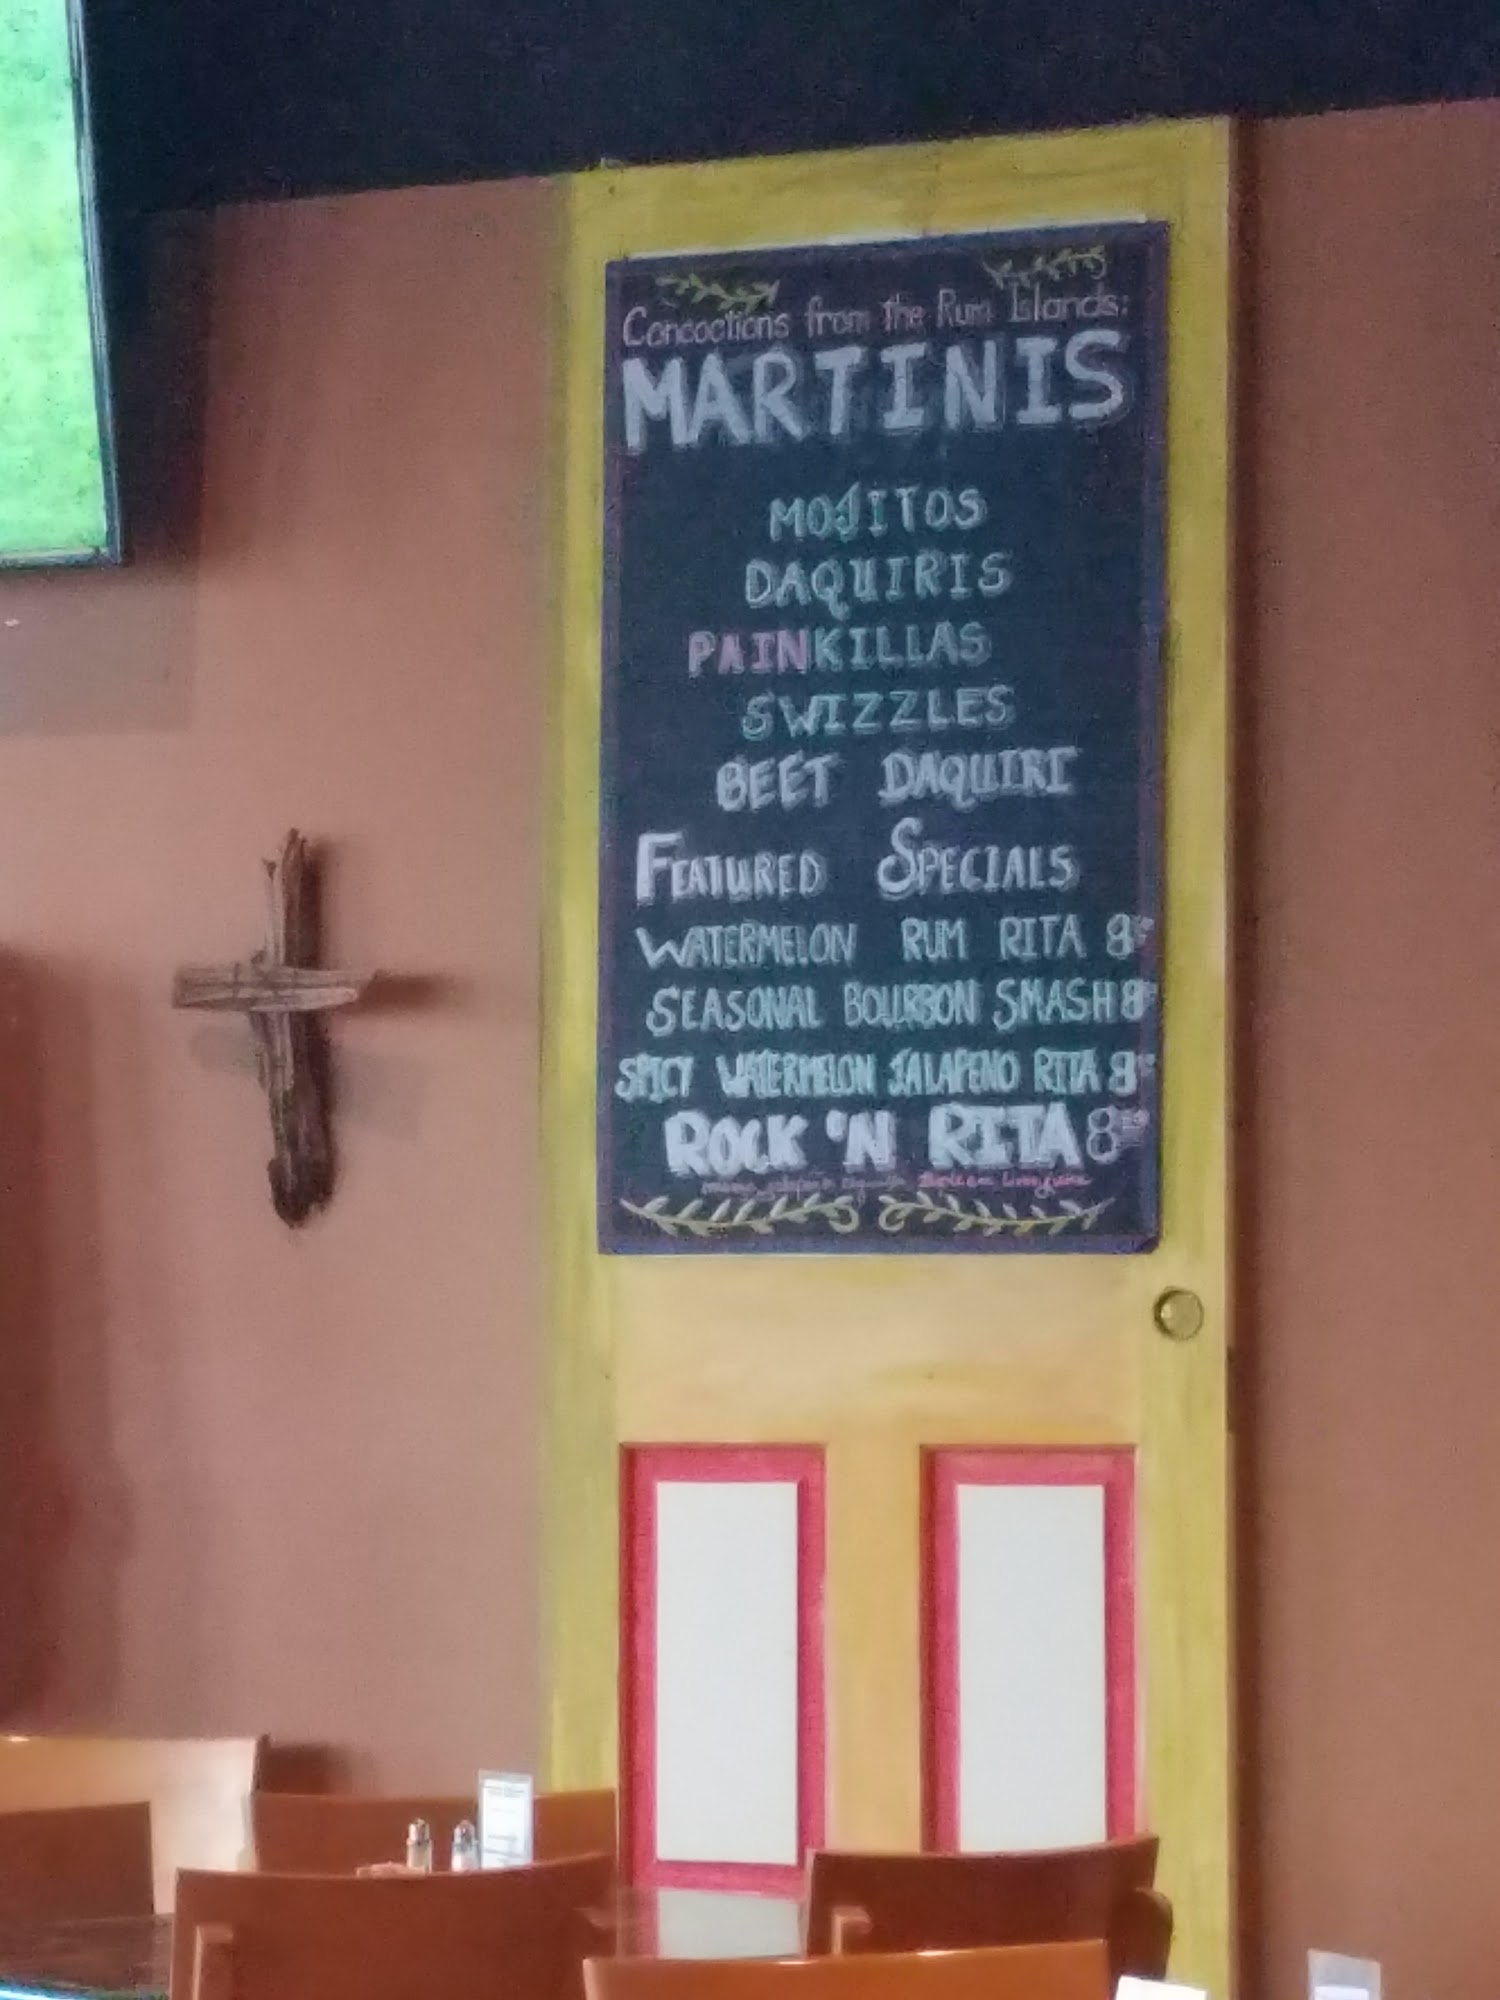 Concoctions from the Rum Islands:
MARTINIS
MOJITOS
DAQUIRIS
PAINKILLAS
SWIZZLES
BEET DAQUIRI
FEATURED SPECIALS
WATERMELON RUM RITA 8
SEASONAL BOURBON SMASH 8
SPICY WATERMELON JALAPENO RITA 8
ROCK 'N RITA 8